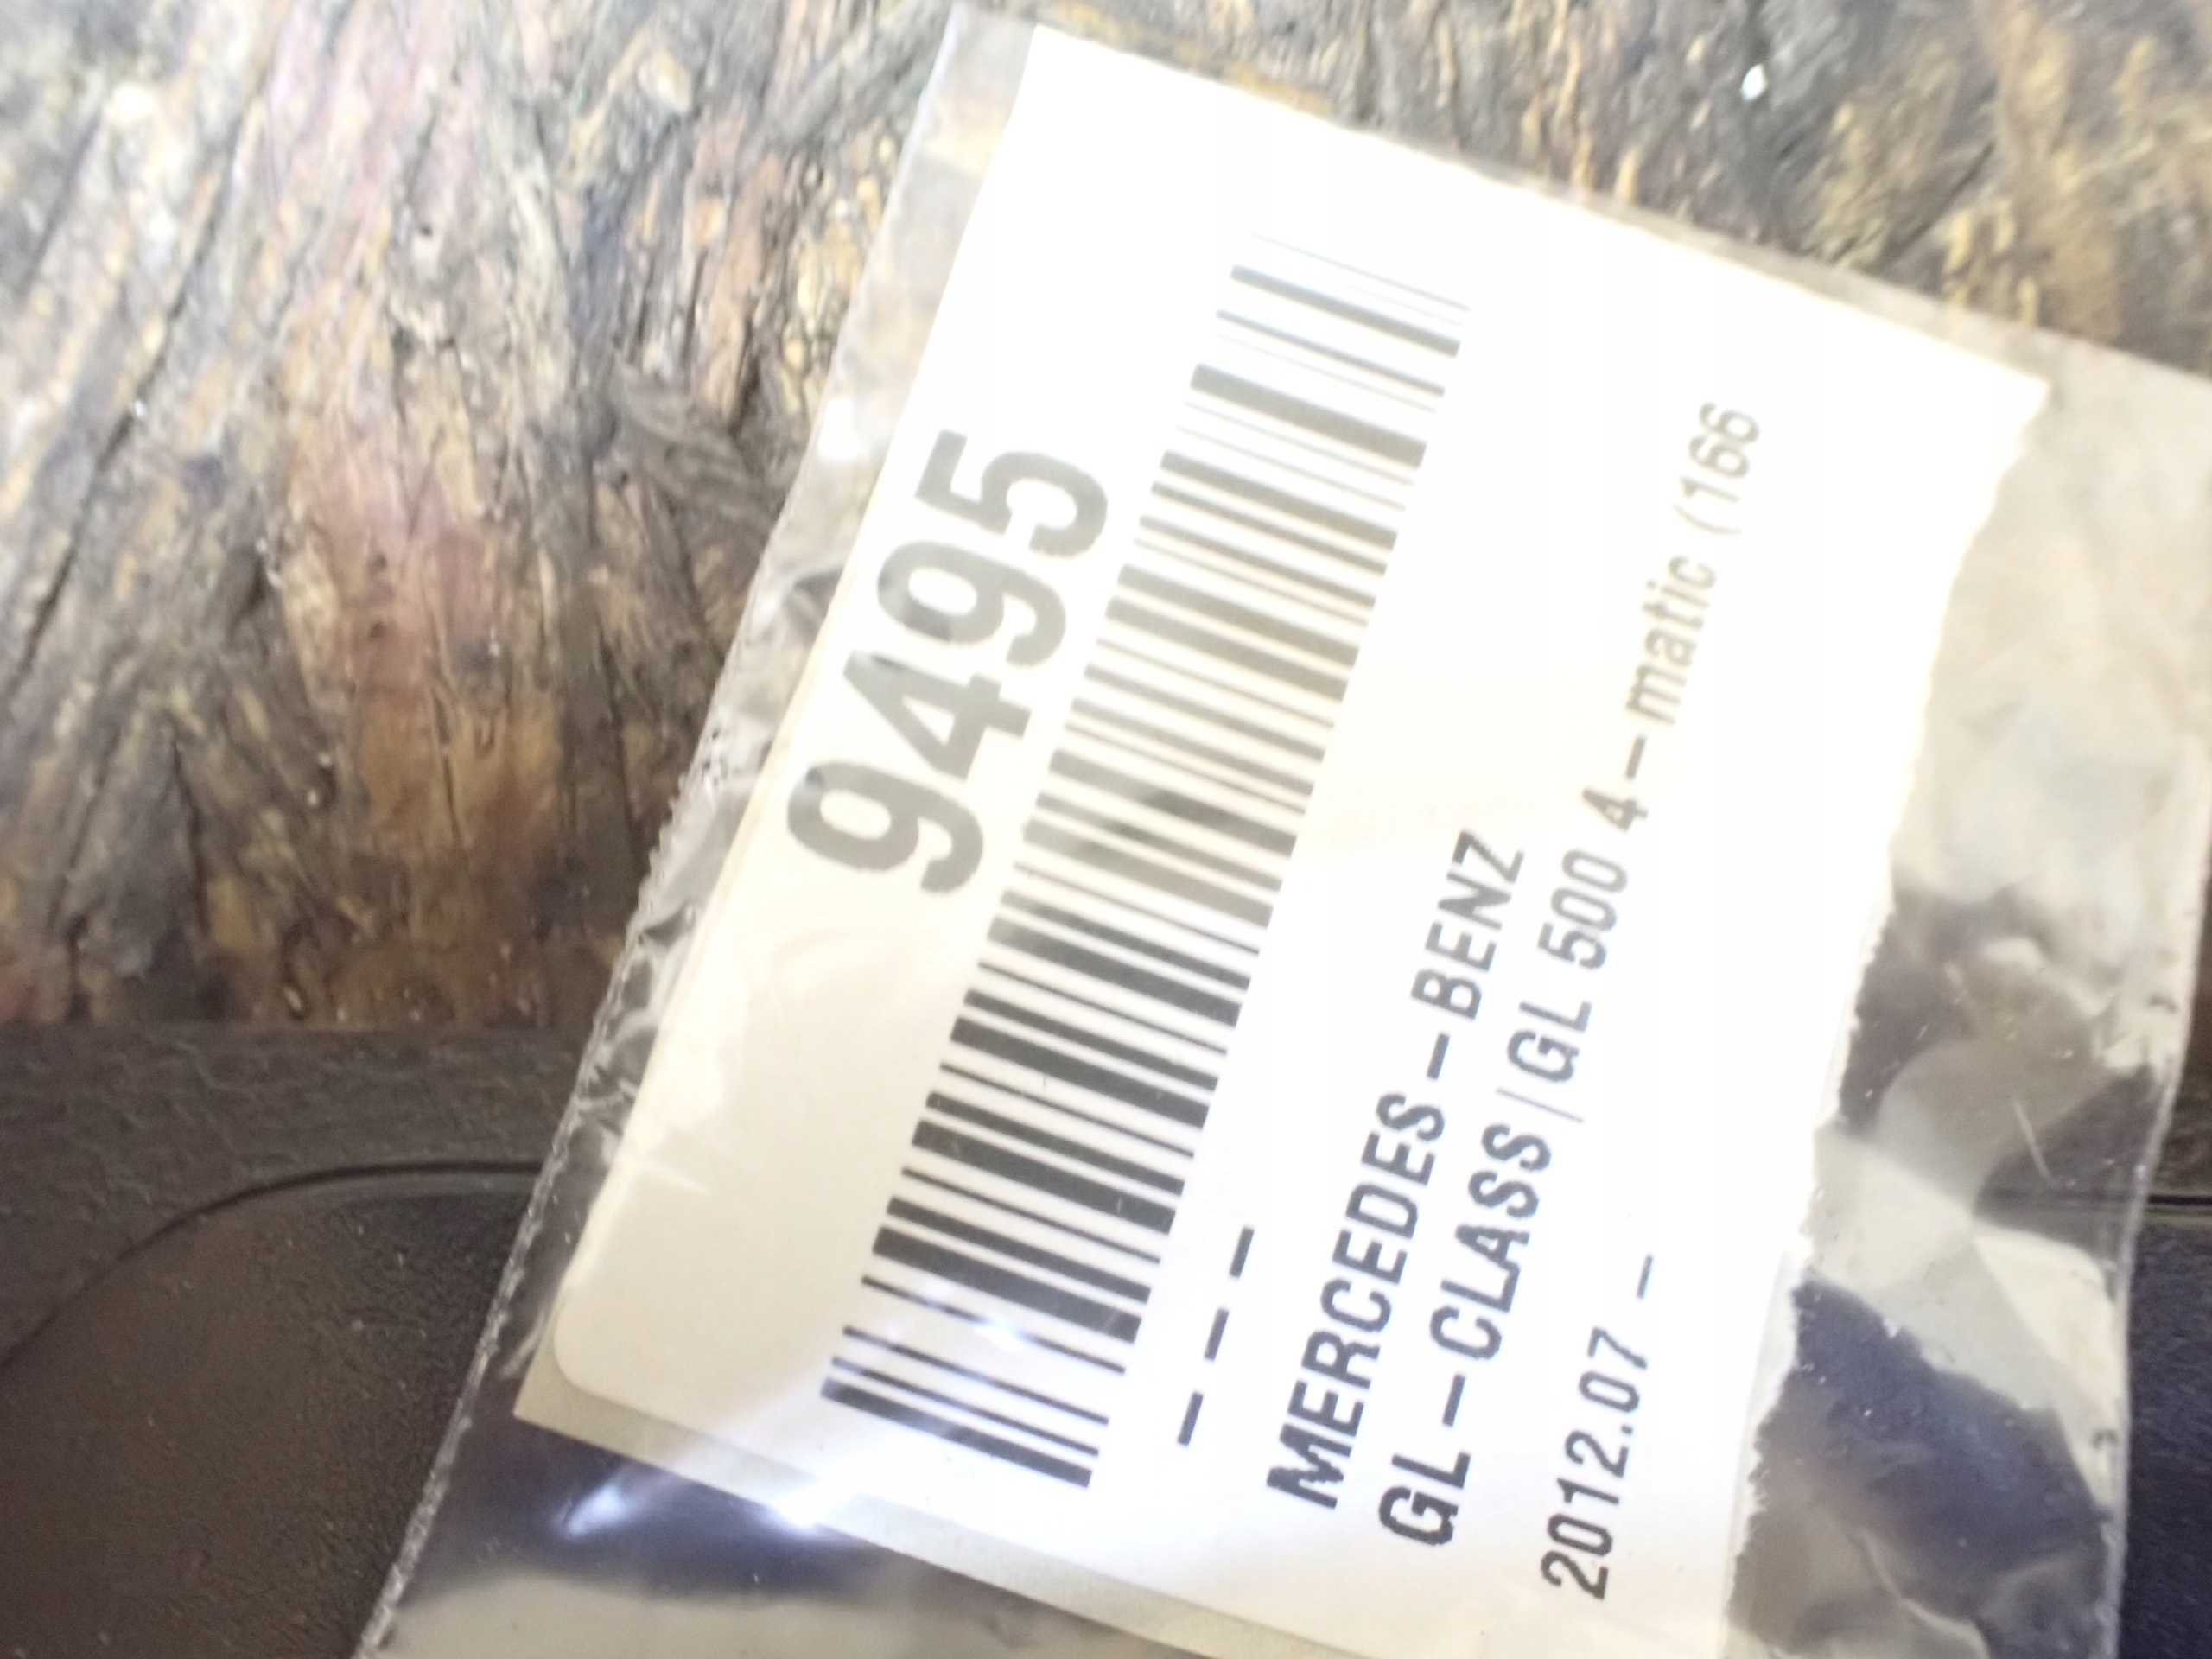 9495
– – –
MERCEDES–BENZ
GL–CLASS | GL 500 4–matic (166
2012.07 –